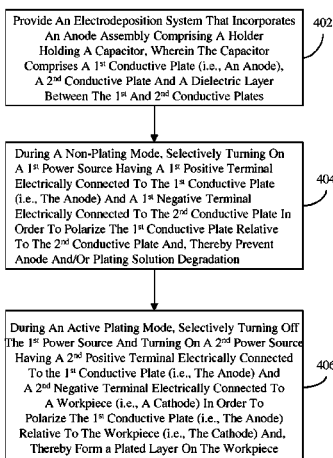 Provide An Electrodeposition System That Incorporates
An Anode Assembly Comprising A Holder
Holding A Capacitor, Wherein The Capacitor
Comprises A 1st Conductive Plate (i.e., An Anode),
A 2nd Conductive Plate And A Dielectric Layer
Between The 1st And 2nd Conductive Plates
402
During A Non-Plating Mode, Selectively Turning On
A 1st Power Source Having A 1st Positive Terminal
Electrically Connected To The 1st Conductive Plate
(i.e., The Anode) And A 1st Negative Terminal
Electrically Connected To The 2nd Conductive Plate In
Order To Polarize The 1st Conductive Plate Relative
To The 2nd Conductive Plate And, Thereby Prevent
Anode And/Or Plating Solution Degradation
404
During An Active Plating Mode, Selectively Turning Off
The 1st Power Source And Turning On A 2nd Power Source
Having A 2nd Positive Terminal Electrically Connected
To the 1st Conductive Plate (i.e., The Anode) And
A 2nd Negative Terminal Electrically Connected To
A Workpiece (i.e., A Cathode) In Order To
Polarize The 1st Conductive Plate (i.e., The Anode)
Relative To The Workpiece (i.e., The Cathode) And,
Thereby Form a Plated Layer On The Workpiece
406